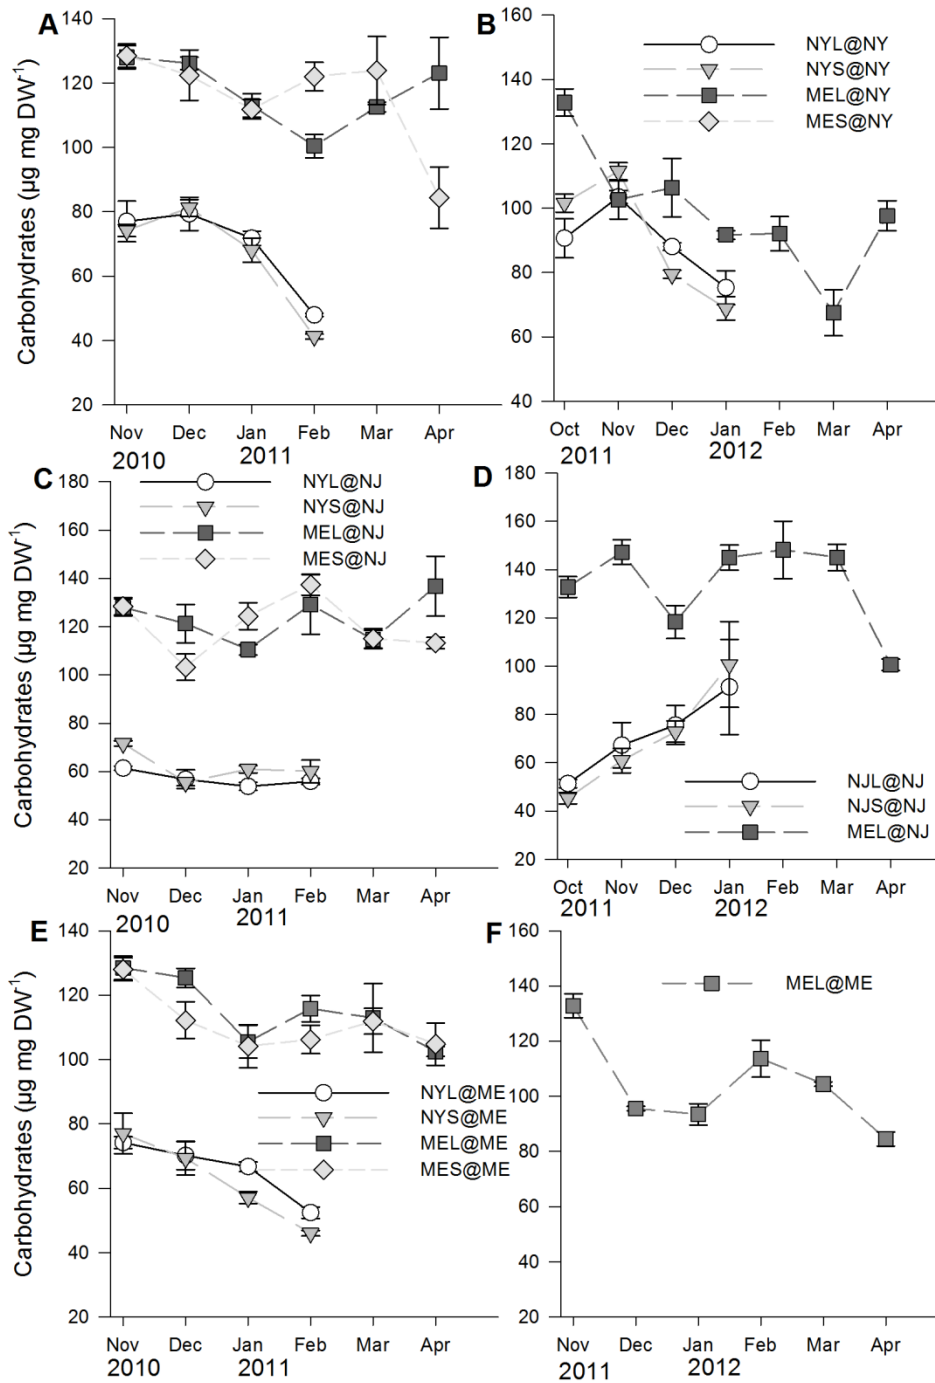 A
Carbohydrates (µg mg DW-1)
140
120
100
80
60
40
20
Nov Dec Jan Feb Mar Apr
2010 2011
B
NYL@NY
NYS@NY
MEL@NY
MES@NY
160
140
120
100
80
60
40
Oct Nov Dec Jan Feb Mar Apr
2011 2012
C
NYL@NJ
NYS@NJ
MEL@NJ
MES@NJ
Carbohydrates (µg mg DW-1)
180
160
140
120
100
80
60
40
20
Nov Dec Jan Feb Mar Apr
2010 2011
D
180
160
140
120
100
80
60
40
20
NJL@NJ
NJS@NJ
MEL@NJ
Oct Nov Dec Jan Feb Mar Apr
2011 2012
E
Carbohydrates (µg mg DW-1)
140
120
100
80
60
40
20
NYL@ME
NYS@ME
MEL@ME
MES@ME
Nov Dec Jan Feb Mar Apr
2010 2011
F
MEL@ME
160
140
120
100
80
60
40
20
Nov Dec Jan Feb Mar Apr
2011 2012